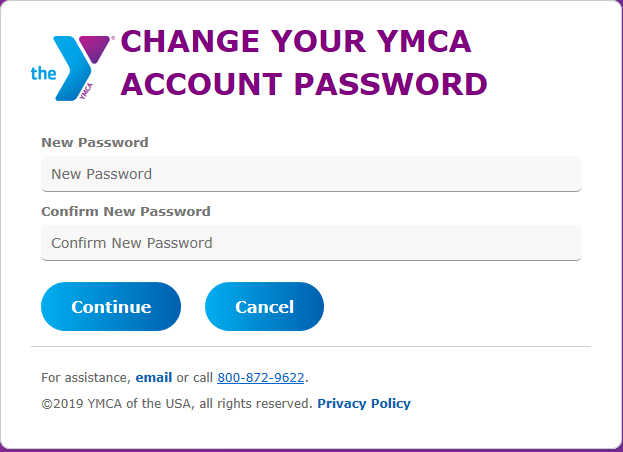 the
YMCA
®
CHANGE YOUR YMCA
ACCOUNT PASSWORD
New Password
New Password
Confirm New Password
Confirm New Password
Continue Cancel
For assistance, email or call 800-872-9622.
©2019 YMCA of the USA, all rights reserved. Privacy Policy